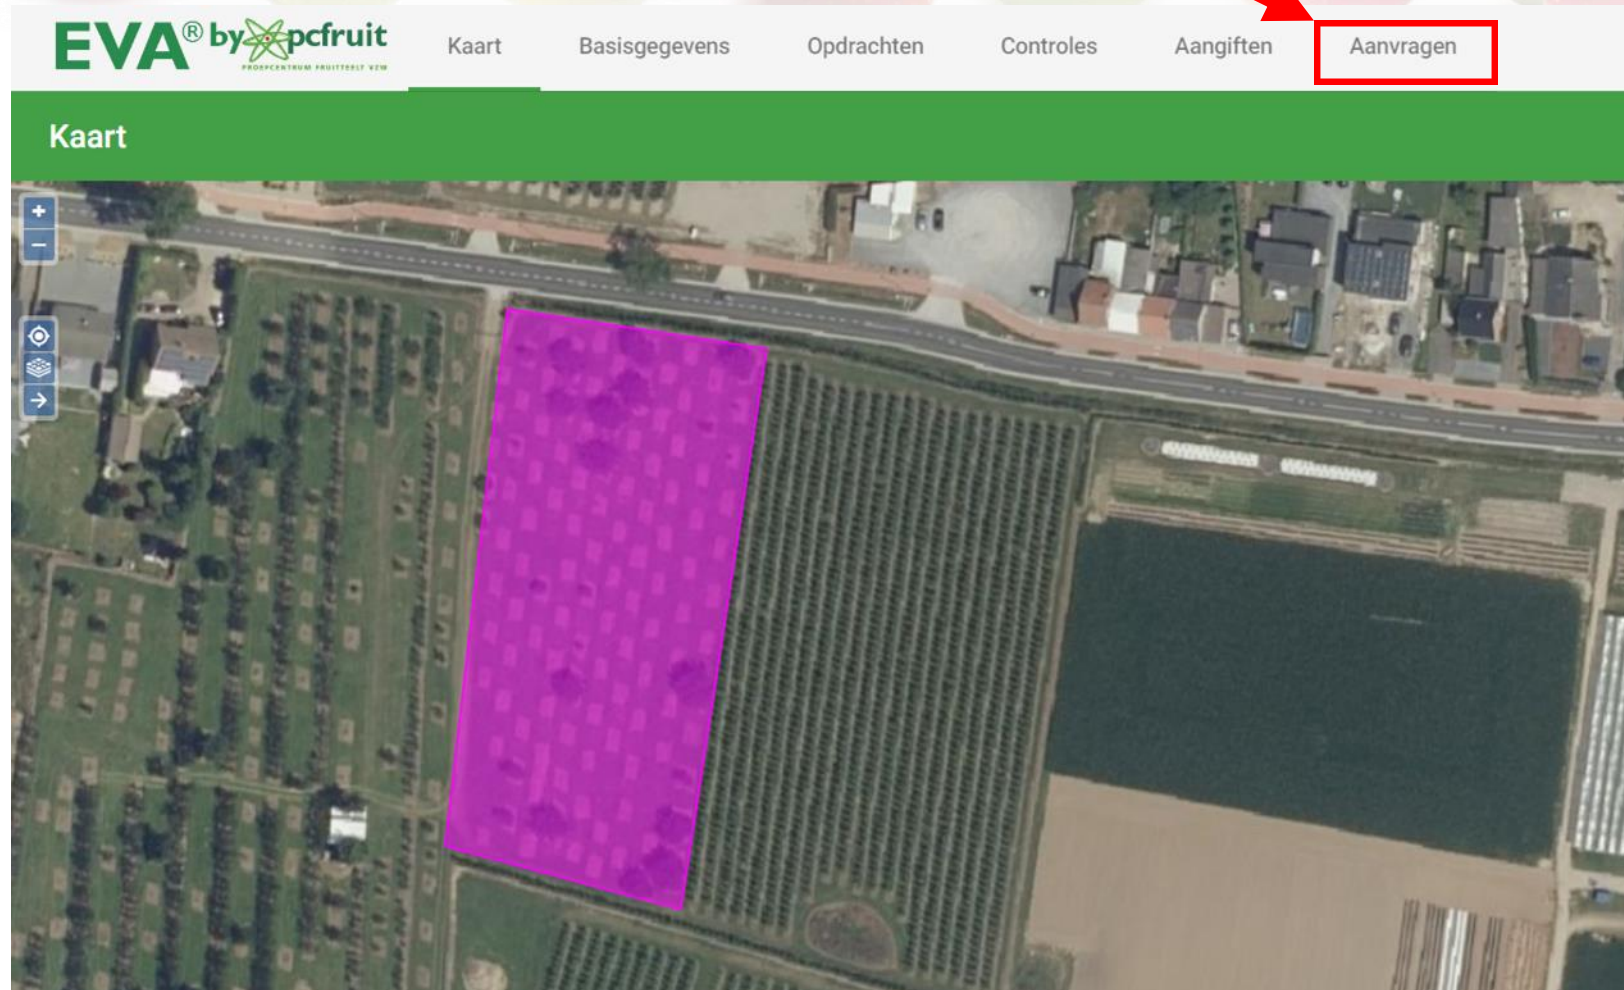 EVA® by pcfruit
PROEFCENTRUM FRUITTEELT VZW
Kaart
Basisgegevens
Opdrachten
Controles
Aangiften
Aanvragen
Kaart
+
−